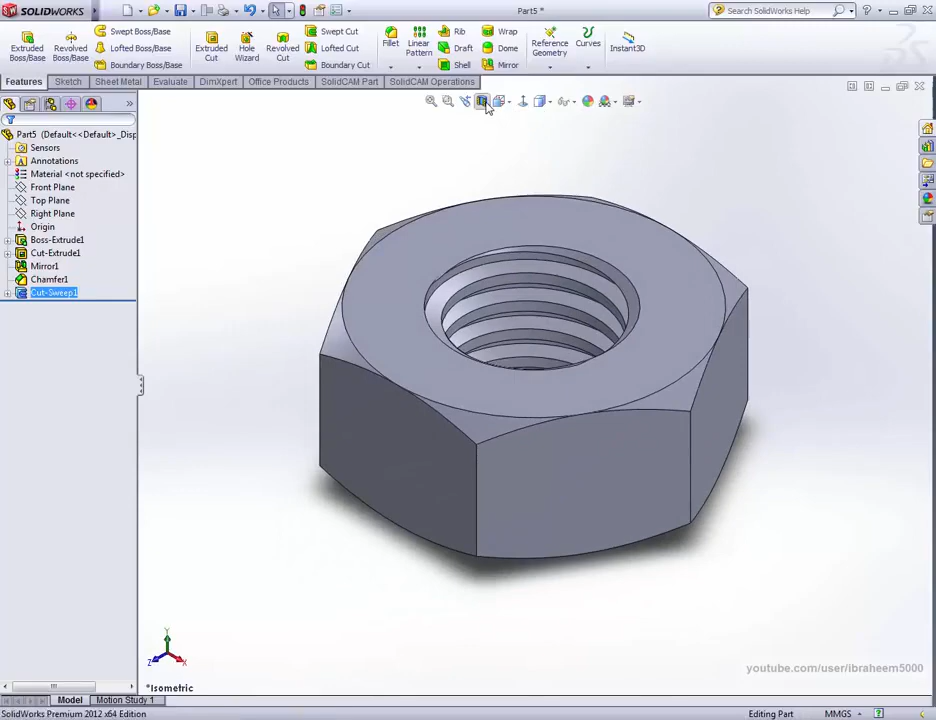 SOLIDWORKS
Part5 *
Search SolidWorks Help
Extruded Boss/Base
Revolved Boss/Base
Swept Boss/Base
Lofted Boss/Base
Boundary Boss/Base
Extruded Cut
Hole Wizard
Revolved Cut
Swept Cut
Lofted Cut
Boundary Cut
Fillet
Linear Pattern
Rib
Draft
Shell
Wrap
Dome
Mirror
Reference Geometry
Curves
Instant3D
Features
Sketch
Sheet Metal
Evaluate
DimXpert
Office Products
SolidCAM Part
SolidCAM Operations
Part5 (Default<<Default>_Disp
Sensors
Annotations
Material <not specified>
Front Plane
Top Plane
Right Plane
Origin
Boss-Extrude1
Cut-Extrude1
Mirror1
Chamfer1
Cut-Sweep1
Y
Z
X
*Isometric
youtube.com/user/ibraheem5000
Model
Motion Study 1
SolidWorks Premium 2012 x64 Edition
Editing Part
MMGS